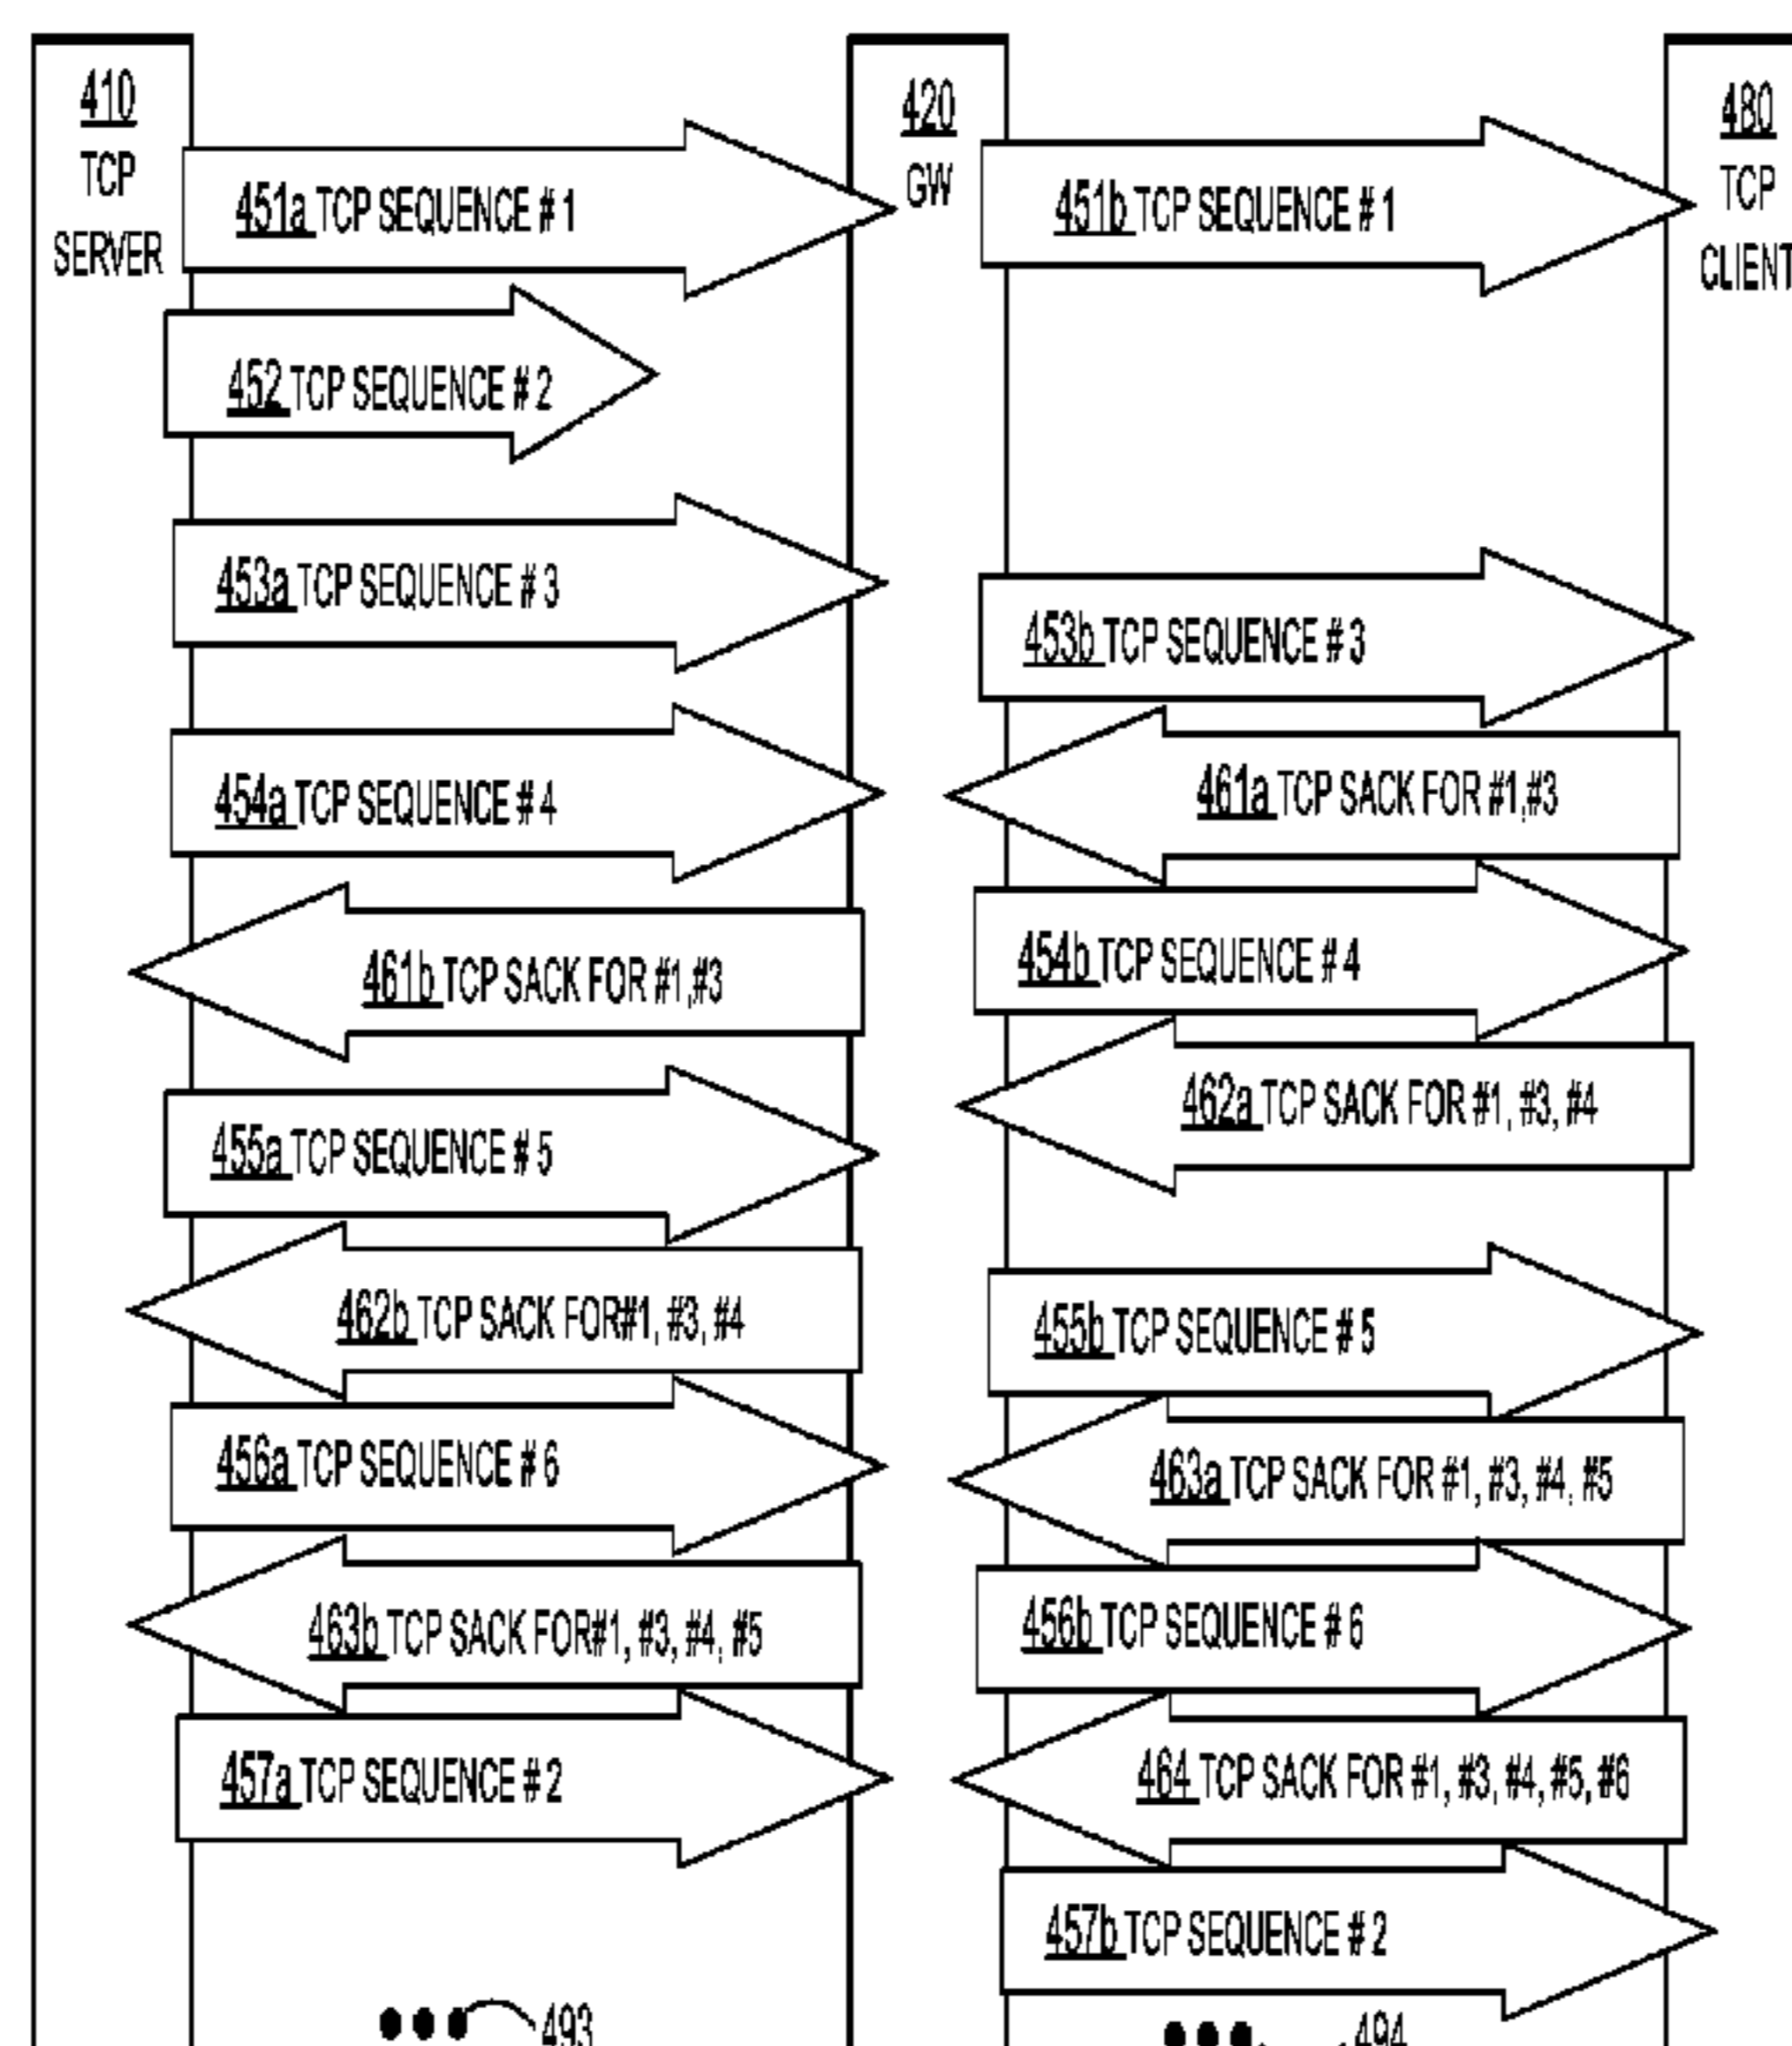 410
TCP
SERVER
420
GW
480
TCP
CLIENT
451a TCP SEQUENCE # 1
451b TCP SEQUENCE # 1
452 TCP SEQUENCE # 2
453a TCP SEQUENCE # 3
453b TCP SEQUENCE # 3
454a TCP SEQUENCE # 4
461a TCP SACK FOR #1,#3
461b TCP SACK FOR #1,#3
454b TCP SEQUENCE # 4
462a TCP SACK FOR #1, #3, #4
455a TCP SEQUENCE # 5
462b TCP SACK FOR#1, #3, #4
455b TCP SEQUENCE # 5
456a TCP SEQUENCE # 6
463a TCP SACK FOR #1, #3, #4, #5
463b TCP SACK FOR#1, #3, #4, #5
456b TCP SEQUENCE # 6
457a TCP SEQUENCE # 2
464 TCP SACK FOR #1, #3, #4, #5, #6
457b TCP SEQUENCE # 2
493
494